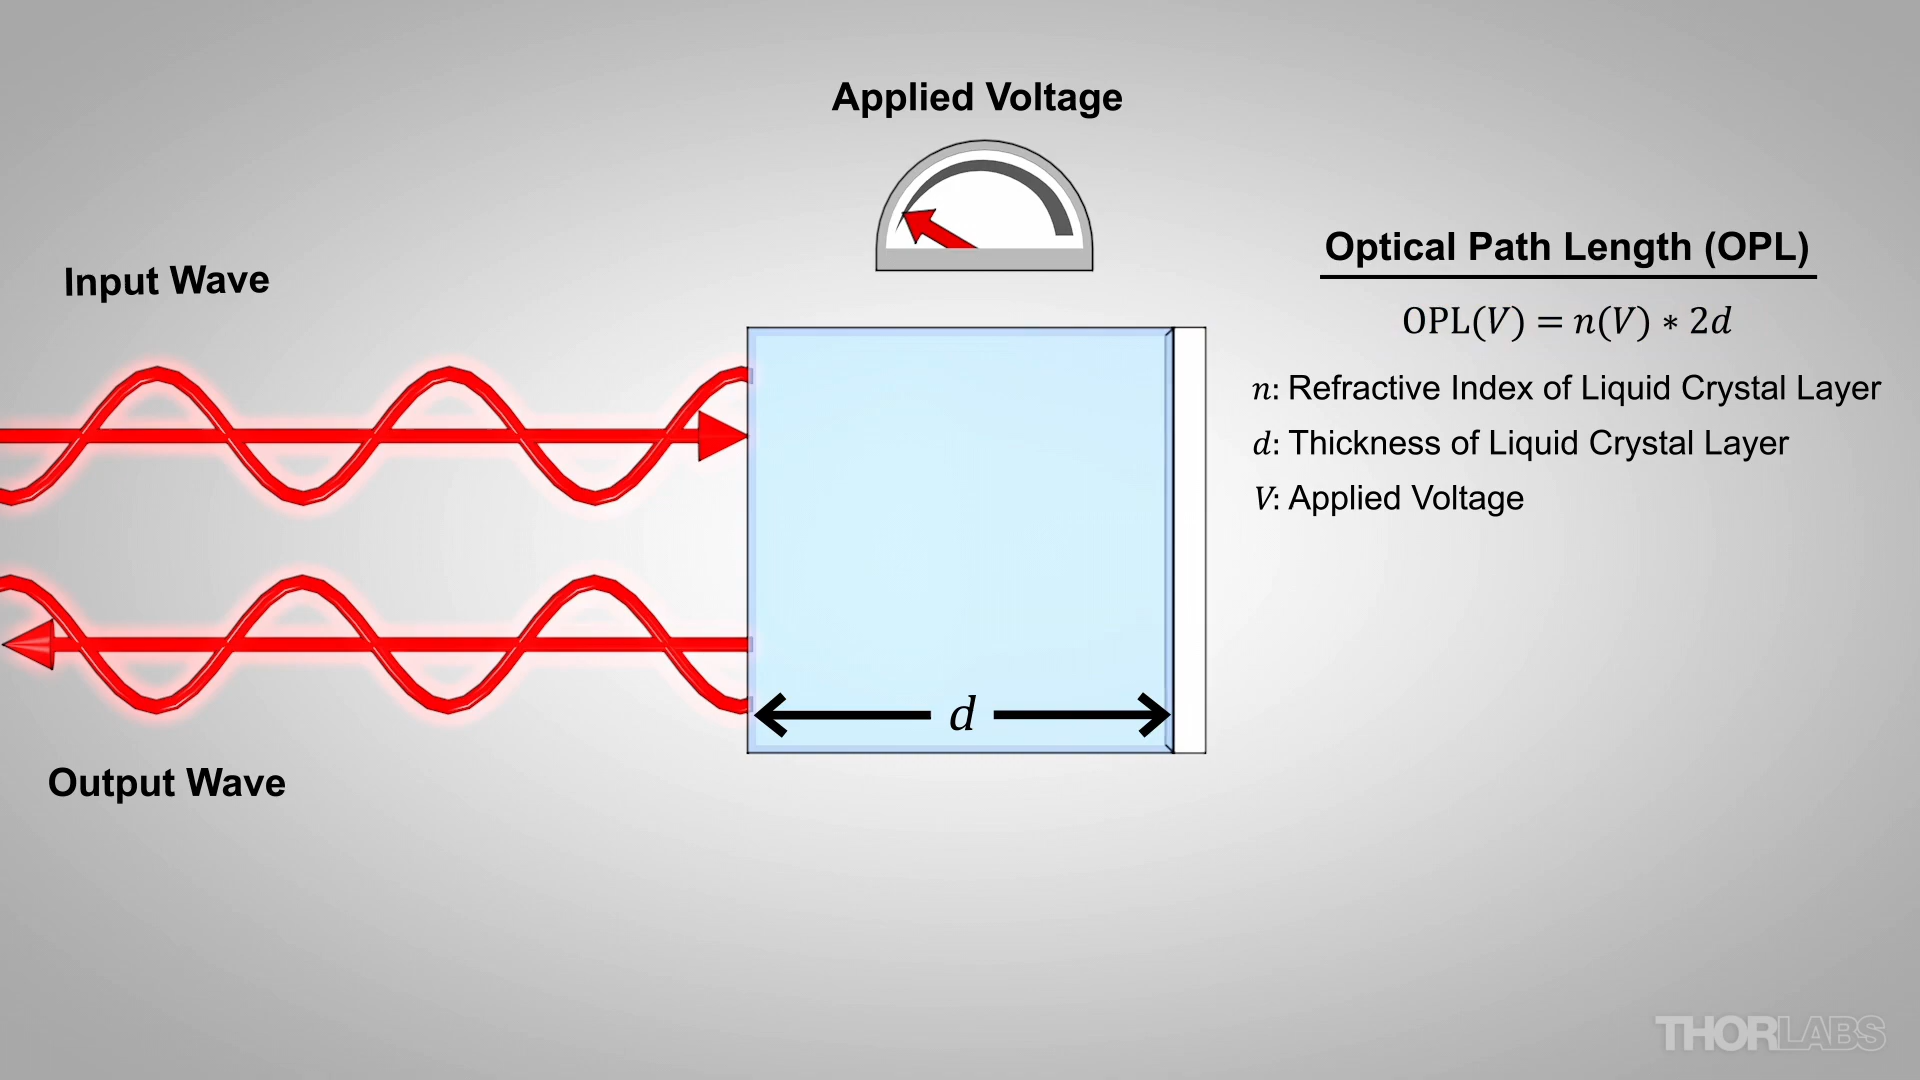 Applied Voltage
Input Wave
Optical Path Length (OPL)
OPL(V) = n(V) ∗ 2d
n: Refractive Index of Liquid Crystal Layer
d: Thickness of Liquid Crystal Layer
V: Applied Voltage
d
Output Wave
THORLABS